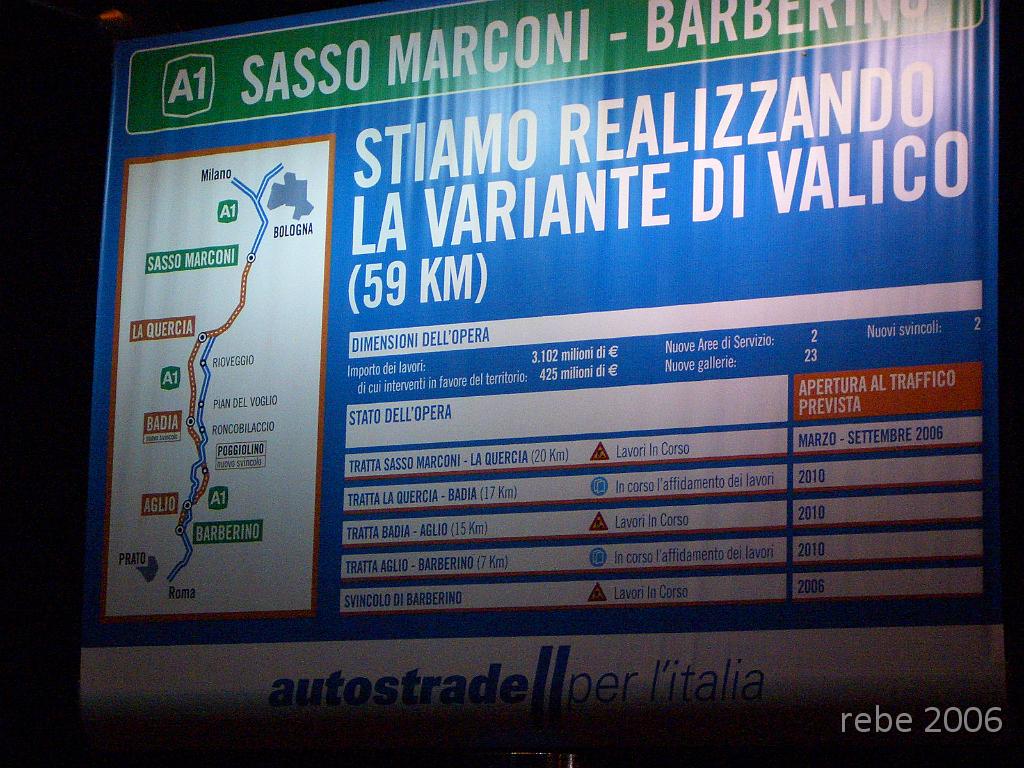 A1 SASSO MARCONI - BARBERINO
STIAMO REALIZZANDO
LA VARIANTE DI VALICO
(59 KM)
Milano
A1
BOLOGNA
SASSO MARCONI
LA QUERCIA
RIOVEGGIO
A1
PIAN DEL VOGLIO
BADIA
nuovo svincolo
RONCOBILACCIO
POGGIOLINO
nuovo svincolo
AGLIO
A1
BARBERINO
PRATO
Roma
DIMENSIONI DELL'OPERA
Importo dei lavori: 3.102 milioni di €
di cui interventi in favore del territorio: 425 milioni di €
Nuove Aree di Servizio: 2
Nuove gallerie: 23
Nuovi svincoli: 2
STATO DELL'OPERA
APERTURA AL TRAFFICO
PREVISTA
TRATTA SASSO MARCONI - LA QUERCIA (20 Km) Lavori In Corso MARZO - SETTEMBRE 2006
TRATTA LA QUERCIA - BADIA (17 Km) In corso l'affidamento dei lavori 2010
TRATTA BADIA - AGLIO (15 Km) Lavori In Corso 2010
TRATTA AGLIO - BARBERINO (7 Km) In corso l'affidamento dei lavori 2010
SVINCOLO DI BARBERINO Lavori In Corso 2006
autostrade per l'italia
rebe 2006